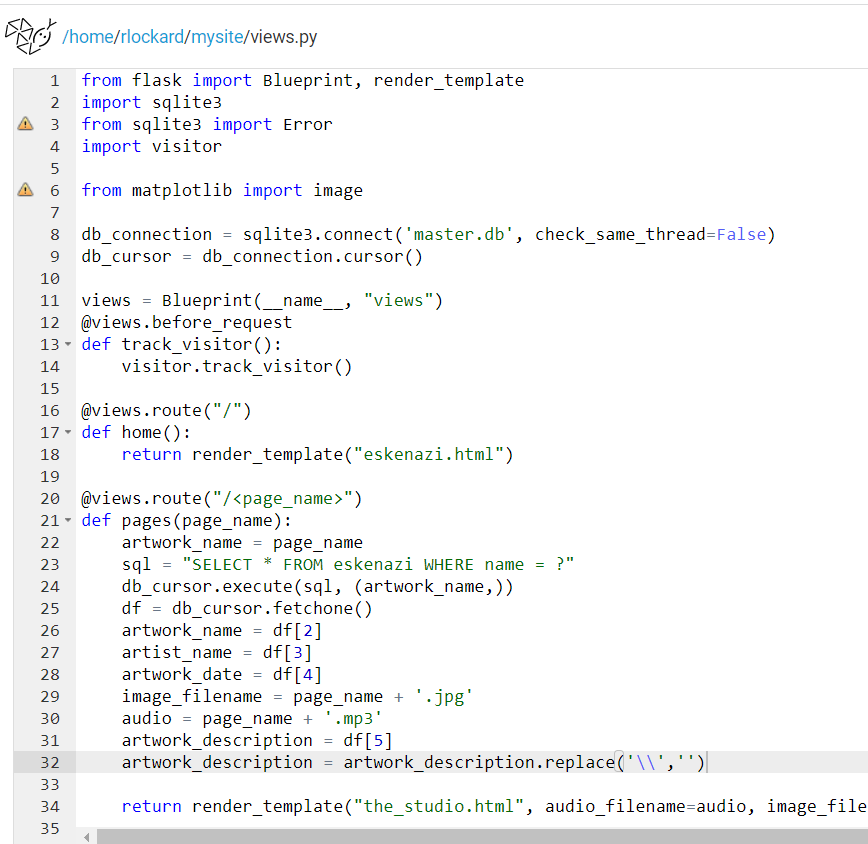 /home/rlockard/mysite/views.py
1 from flask import Blueprint, render_template
2 import sqlite3
3 from sqlite3 import Error
4 import visitor
5
6 from matplotlib import image
7
8 db_connection = sqlite3.connect('master.db', check_same_thread=False)
9 db_cursor = db_connection.cursor()
10
11 views = Blueprint(__name__, "views")
12 @views.before_request
13 def track_visitor():
14     visitor.track_visitor()
15
16 @views.route("/")
17 def home():
18     return render_template("eskenazi.html")
19
20 @views.route("/<page_name>")
21 def pages(page_name):
22     artwork_name = page_name
23     sql = "SELECT * FROM eskenazi WHERE name = ?"
24     db_cursor.execute(sql, (artwork_name,))
25     df = db_cursor.fetchone()
26     artwork_name = df[2]
27     artist_name = df[3]
28     artwork_date = df[4]
29     image_filename = page_name + '.jpg'
30     audio = page_name + '.mp3'
31     artwork_description = df[5]
32     artwork_description = artwork_description.replace('\\','')
33
34     return render_template("the_studio.html", audio_filename=audio, image_file
35